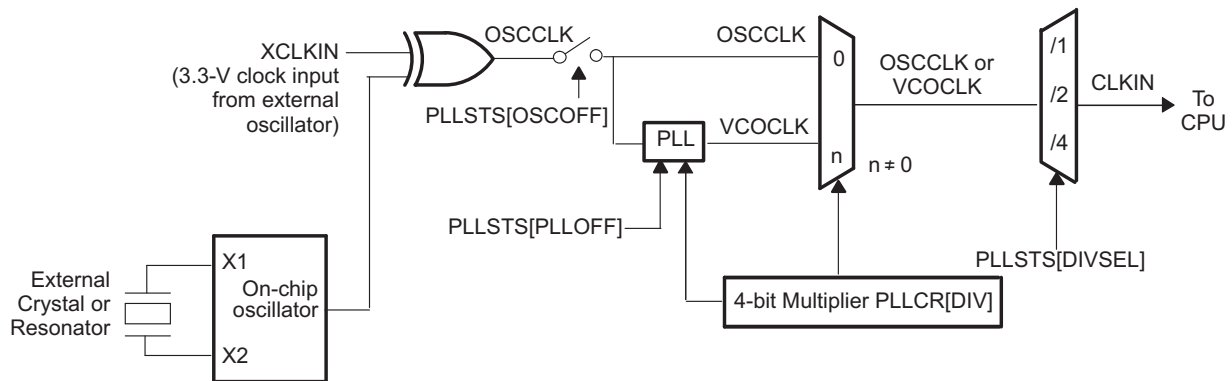 XCLKIN
(3.3-V clock input
from external
oscillator)
OSCCLK
PLLSTS[OSCOFF]
OSCCLK
0
OSCCLK or
VCOCLK
/1
/2
/4
CLKIN
To
CPU
PLL
VCOCLK
n
n ≠ 0
PLLSTS[PLLOFF]
PLLSTS[DIVSEL]
4-bit Multiplier PLLCR[DIV]
External
Crystal or
Resonator
X1
On-chip
oscillator
X2